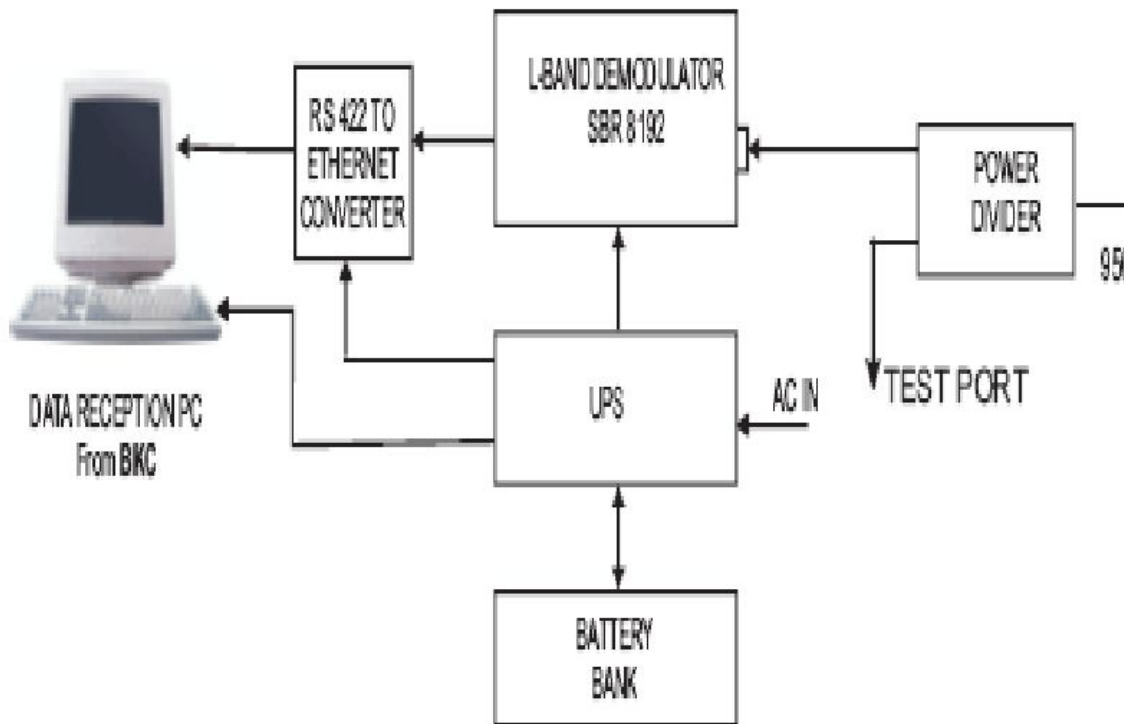 L-BAND DEMODULATOR
SBR 8192
RS 422 TO
ETHERNET
CONVERTER
POWER
DIVIDER
950
TEST PORT
UPS
AC IN
DATA RECEPTION PC
From BKC
BATTERY
BANK